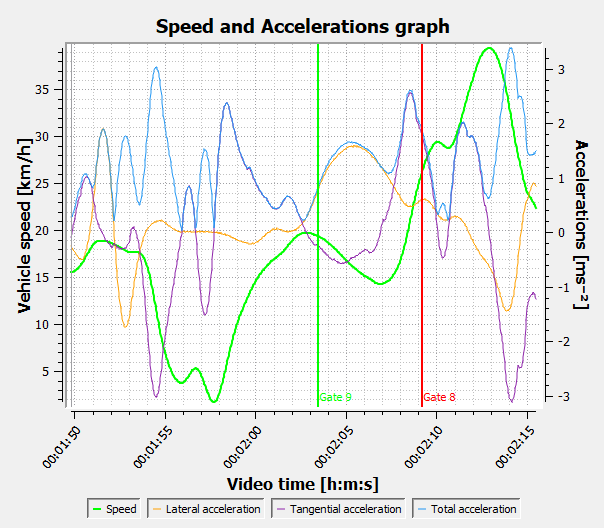 Speed and Accelerations graph
Vehicle speed [km/h]
35
30
25
20
15
10
5
3
2
1
0
-1
-2
-3
Accelerations [ms⁻²]
Gate 9
Gate 8
00:01:50
00:01:55
00:02:00
00:02:05
00:02:10
00:02:15
Video time [h:m:s]
Speed
Lateral acceleration
Tangential acceleration
Total acceleration